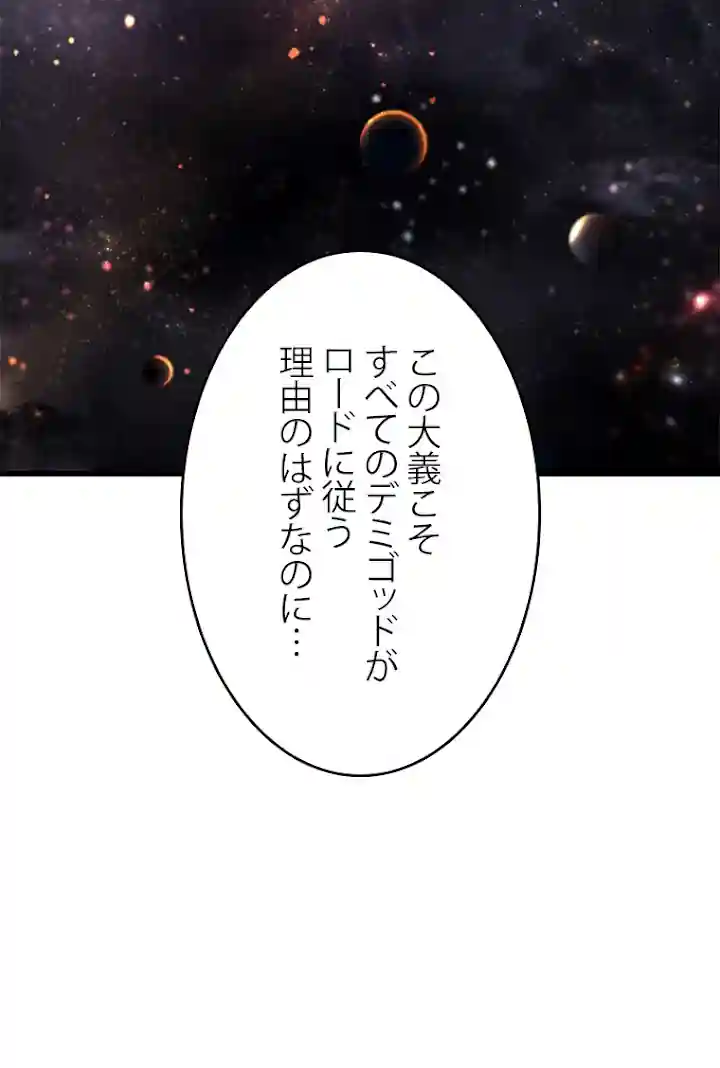 この大義こそ
すべてのデミゴッドが
ロードに従う
理由のはずなのに…